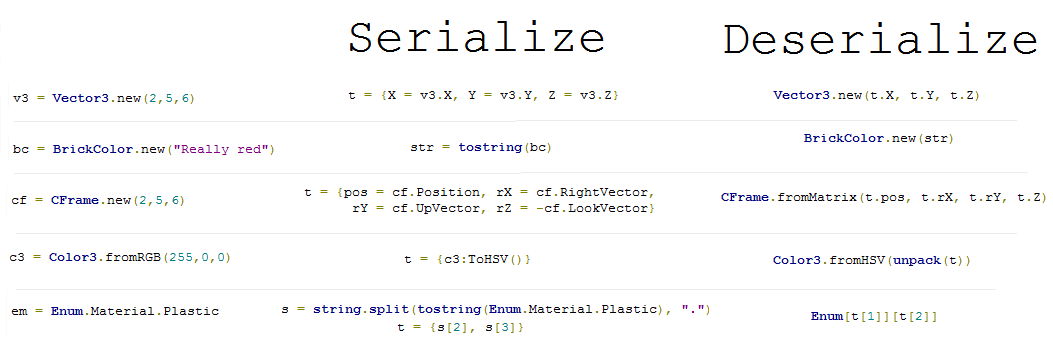 Serialize Deserialize
v3 = Vector3.new(2,5,6) t = {X = v3.X, Y = v3.Y, Z = v3.Z} Vector3.new(t.X, t.Y, t.Z)
bc = BrickColor.new("Really red") str = tostring(bc) BrickColor.new(str)
cf = CFrame.new(2,5,6) t = {pos = cf.Position, rX = cf.RightVector,
rY = cf.UpVector, rZ = -cf.LookVector} CFrame.fromMatrix(t.pos, t.rX, t.rY, t.Z)
c3 = Color3.fromRGB(255,0,0) t = {c3:ToHSV()} Color3.fromHSV(unpack(t))
em = Enum.Material.Plastic s = string.split(tostring(Enum.Material.Plastic), ".")
t = {s[2], s[3]} Enum[t[1]][t[2]]